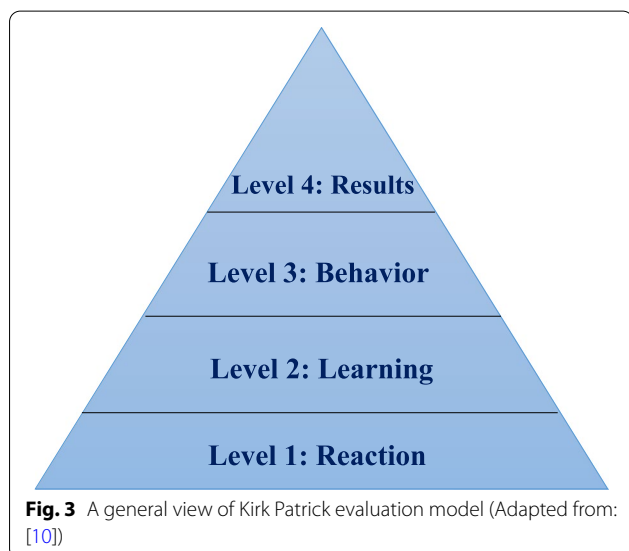 Level 4: Results
Level 3: Behavior
Level 2: Learning
Level 1: Reaction
Fig. 3 A general view of Kirk Patrick evaluation model (Adapted from:
[10])